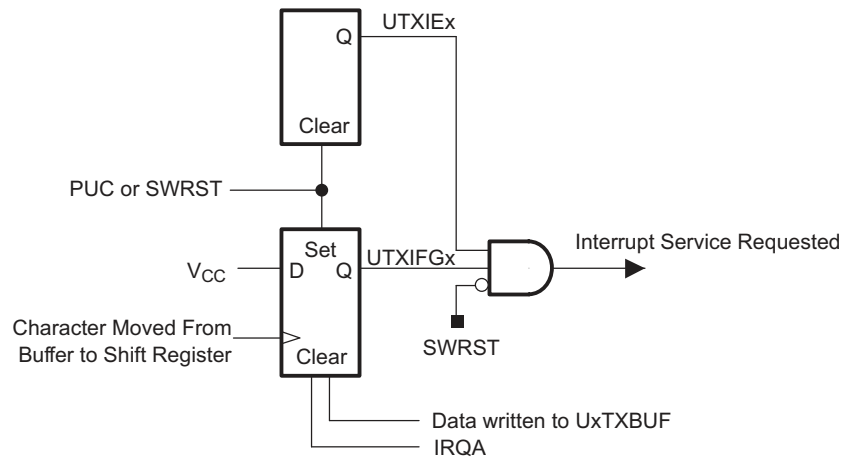 UTXIEx
Q
Clear
PUC or SWRST
Set
UTXIFGx
Interrupt Service Requested
VCC
D
Q
Character Moved From
Buffer to Shift Register
Clear
SWRST
Data written to UxTXBUF
IRQA